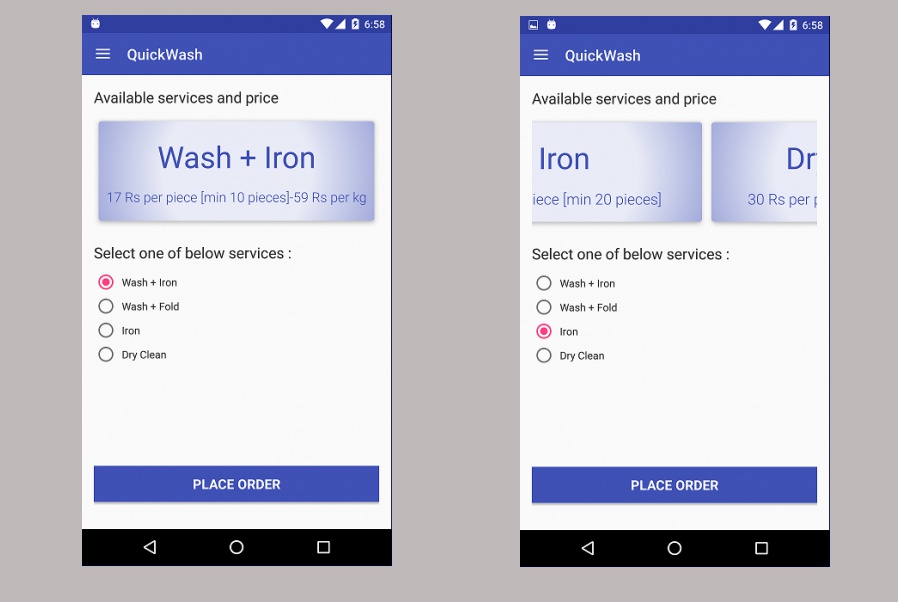 6:58
QuickWash
Available services and price
Wash + Iron
17 Rs per piece [min 10 pieces]-59 Rs per kg
Select one of below services :
Wash + Iron
Wash + Fold
Iron
Dry Clean
PLACE ORDER
6:58
QuickWash
Available services and price
Iron
iece [min 20 pieces]
Dr
30 Rs per
Select one of below services :
Wash + Iron
Wash + Fold
Iron
Dry Clean
PLACE ORDER